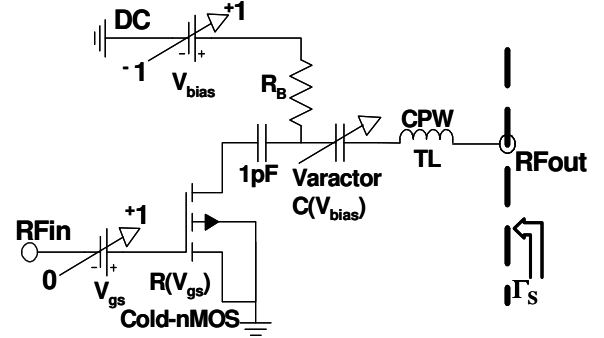 DC
+1
- 1
- +
Vbias
RB
CPW
TL
RFout
1pF
Varactor
C(Vbias)
RFin
+1
0
- +
Vgs
R(Vgs)
Cold-nMOS
ΓS